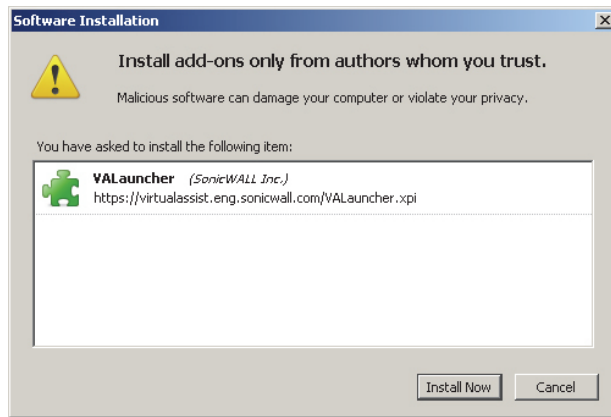 Software Installation
Install add-ons only from authors whom you trust.
Malicious software can damage your computer or violate your privacy.
You have asked to install the following item:
VALauncher (SonicWALL Inc.)
https://virtualassist.eng.sonicwall.com/VALauncher.xpi
Install Now Cancel